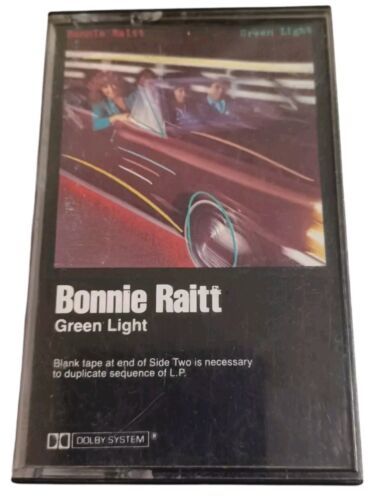 Bonnie Raitt Green Light
Bonnie Raitt
Green Light
Blank tape at end of Side Two is necessary
to duplicate sequence of L.P.
DOLBY SYSTEM ®